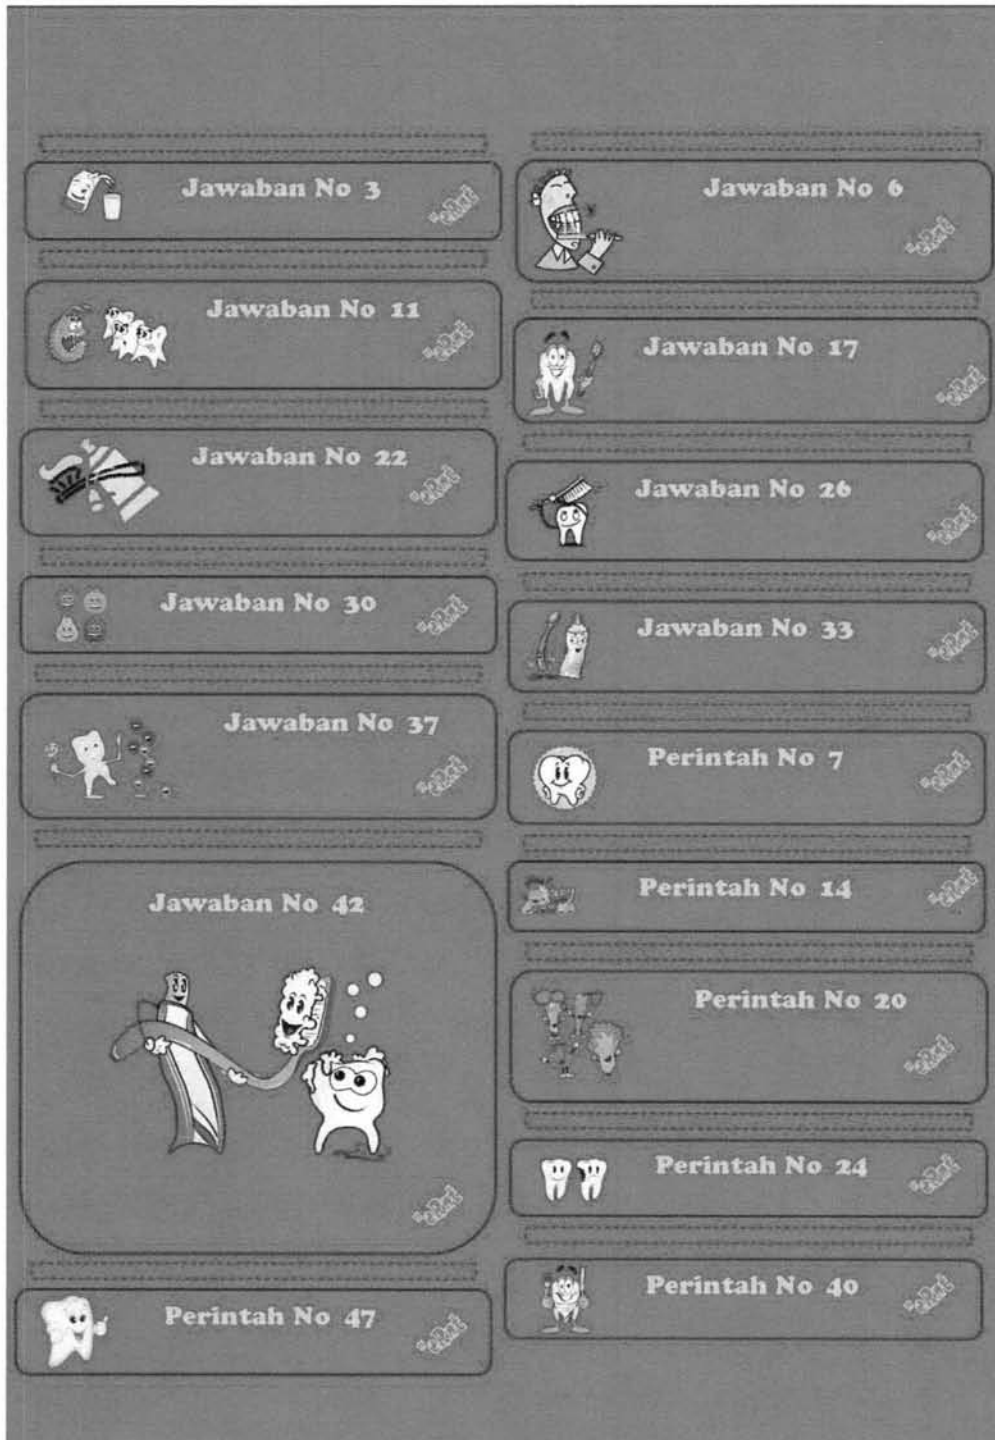 Jawaban No 3
Jawaban No 11
Jawaban No 22
Jawaban No 30
Jawaban No 37
Jawaban No 42
Perintah No 47
Jawaban No 6
Jawaban No 17
Jawaban No 26
Jawaban No 33
Perintah No 7
Perintah No 14
Perintah No 20
Perintah No 24
Perintah No 40